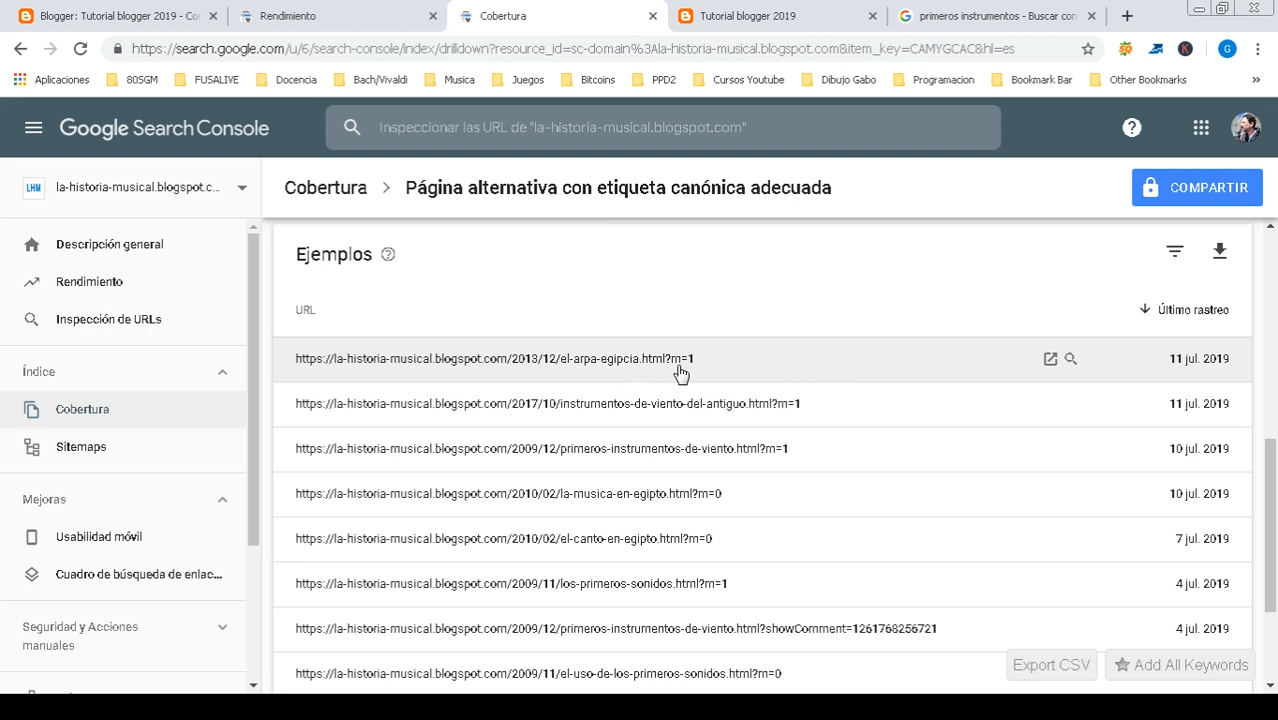 Blogger: Tutorial blogger 2019 - Co
Rendimiento
Cobertura
Tutorial blogger 2019
primeros instrumentos - Buscar con
https://search.google.com/u/6/search-console/index/drilldown?resource_id=sc-domain%3Ala-historia-musical.blogspot.com&item_key=CAMYGCAC&hl=es
Aplicaciones
80SGM
FUSALIVE
Docencia
Bach/Vivaldi
Musica
Juegos
Bitcoins
PPD2
Cursos Youtube
Dibujo Gabo
Programacion
Bookmark Bar
Other Bookmarks
Google Search Console
Inspeccionar las URL de "la-historia-musical.blogspot.com"
LHM
la-historia-musical.blogspot.c...
Cobertura > Página alternativa con etiqueta canónica adecuada
COMPARTIR
Descripción general
Rendimiento
Inspección de URLs
Índice
Cobertura
Sitemaps
Mejoras
Usabilidad móvil
Cuadro de búsqueda de enlac...
Seguridad y Acciones
manuales
Ejemplos
URL
Último rastreo
https://la-historia-musical.blogspot.com/2013/12/el-arpa-egipcia.html?m=1
11 jul. 2019
https://la-historia-musical.blogspot.com/2017/10/instrumentos-de-viento-del-antiguo.html?m=1
11 jul. 2019
https://la-historia-musical.blogspot.com/2009/12/primeros-instrumentos-de-viento.html?m=1
10 jul. 2019
https://la-historia-musical.blogspot.com/2010/02/la-musica-en-egipto.html?m=0
10 jul. 2019
https://la-historia-musical.blogspot.com/2010/02/el-canto-en-egipto.html?m=0
7 jul. 2019
https://la-historia-musical.blogspot.com/2009/11/los-primeros-sonidos.html?m=1
4 jul. 2019
https://la-historia-musical.blogspot.com/2009/12/primeros-instrumentos-de-viento.html?showComment=1261768256721
4 jul. 2019
https://la-historia-musical.blogspot.com/2009/11/el-uso-de-los-primeros-sonidos.html?m=0
Export CSV
Add All Keywords